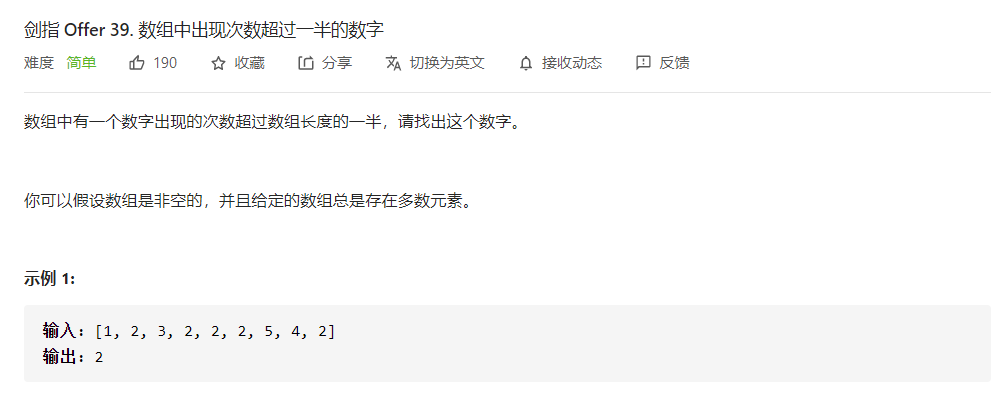 剑指 Offer 39. 数组中出现次数超过一半的数字
难度 简单 190 收藏 分享 切换为英文 接收动态 反馈
数组中有一个数字出现的次数超过数组长度的一半，请找出这个数字。
你可以假设数组是非空的，并且给定的数组总是存在多数元素。
示例 1:
输入: [1, 2, 3, 2, 2, 2, 5, 4, 2]
输出: 2